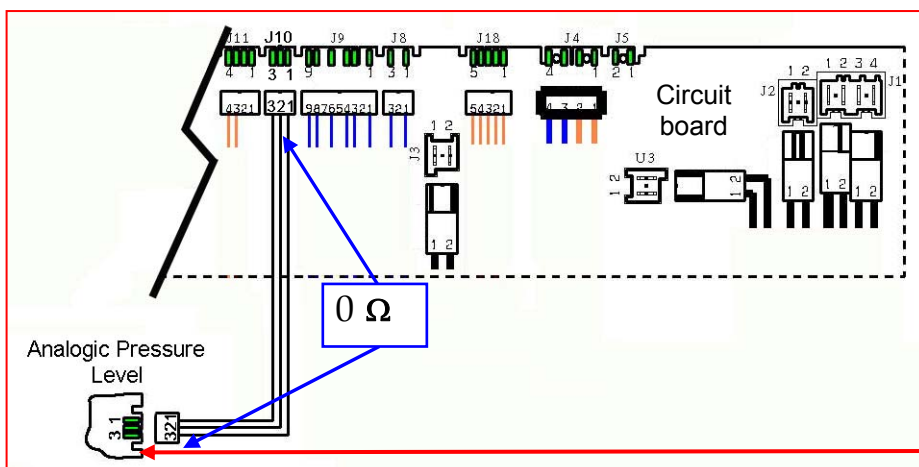 J11 J10 J9 J8 J18 J4 J5
4 1 3 1 9 1 3 1 5 1 4 1 2 1
1 2 1 2 3 4
J2 J1
4321 321 987654321 321 54321 4 3 2 1
Circuit
board
1 2
J3
U3
1 2
1 2
1 2 1 2 1 2
1 2
0 Ω
Analogic Pressure
Level
3 1 321